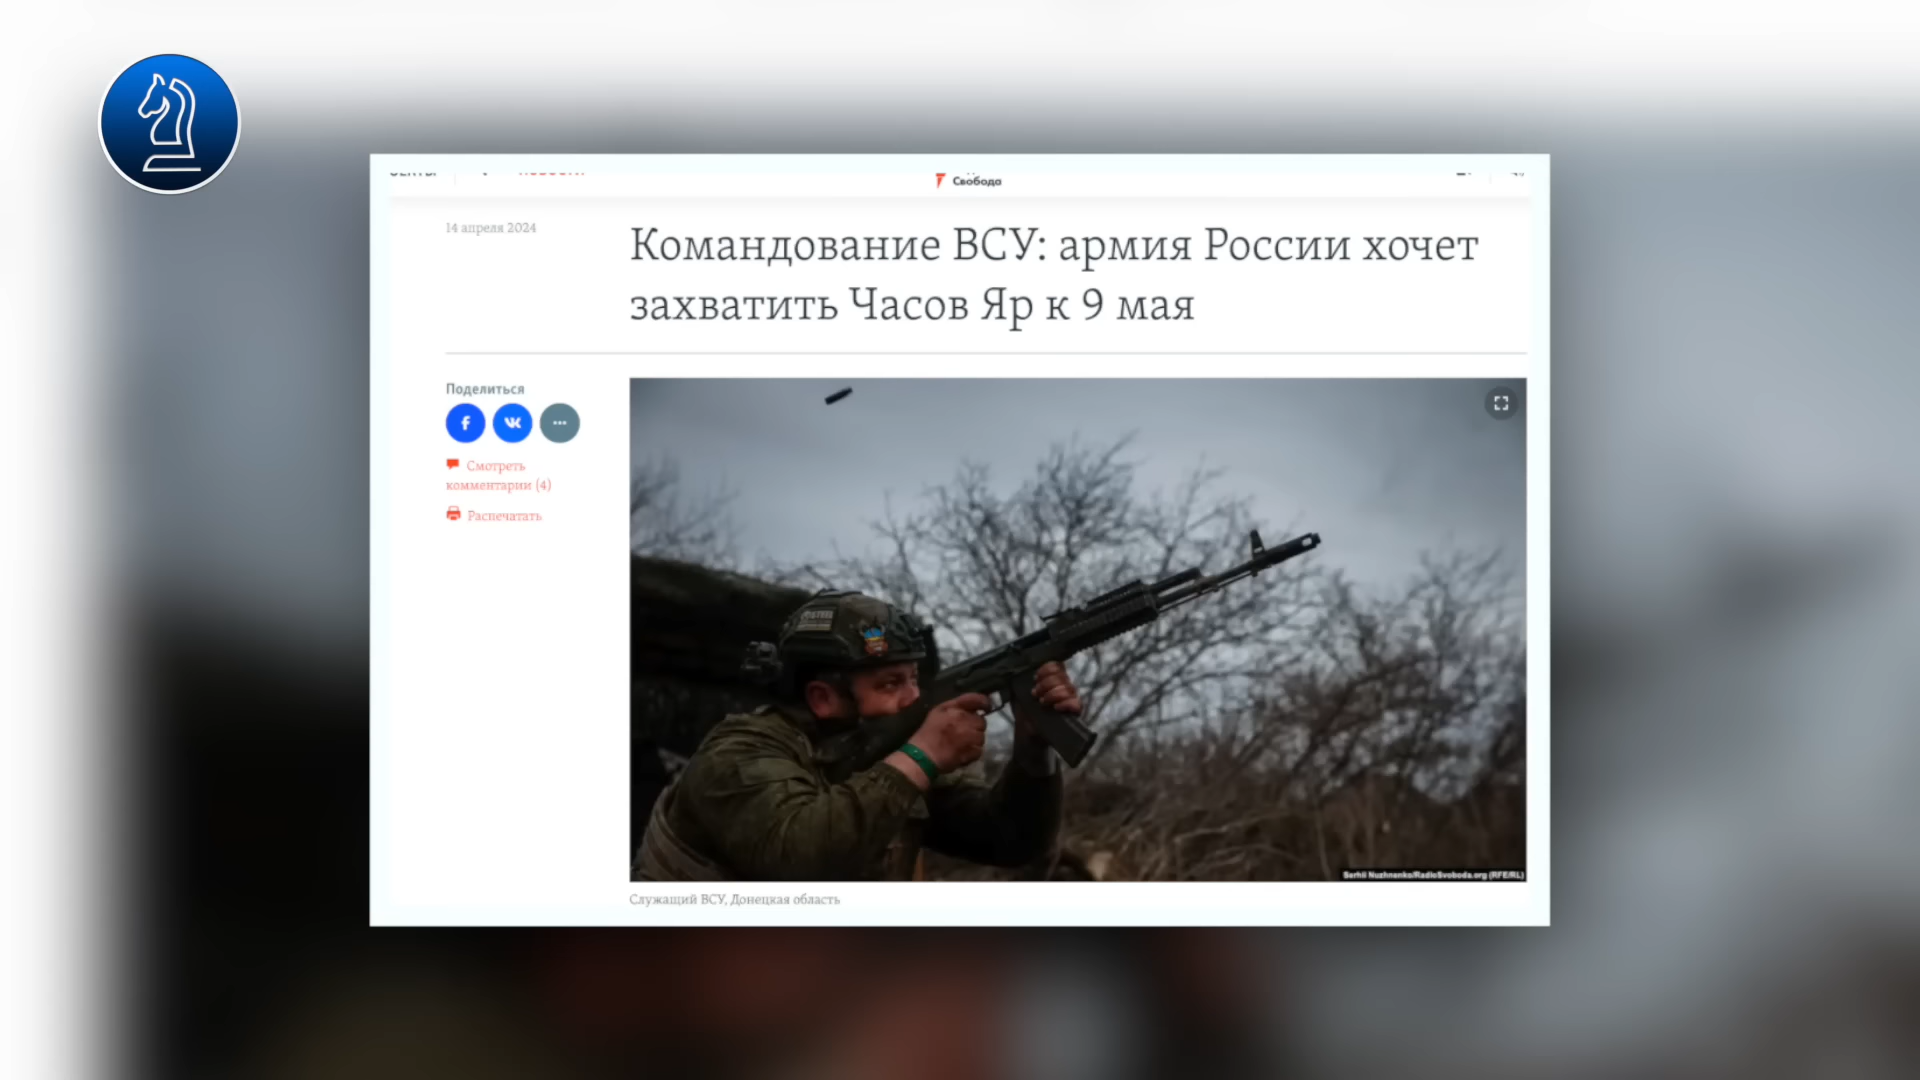 Свобода
14 апреля 2024
Командование ВСУ: армия России хочет
захватить Часов Яр к 9 мая
Поделиться
Смотреть
комментарии (4)
Распечатать
Serhii Nuzhnenko/RadioSvoboda.org (RFE/RL)
Служащий ВСУ, Донецкая область